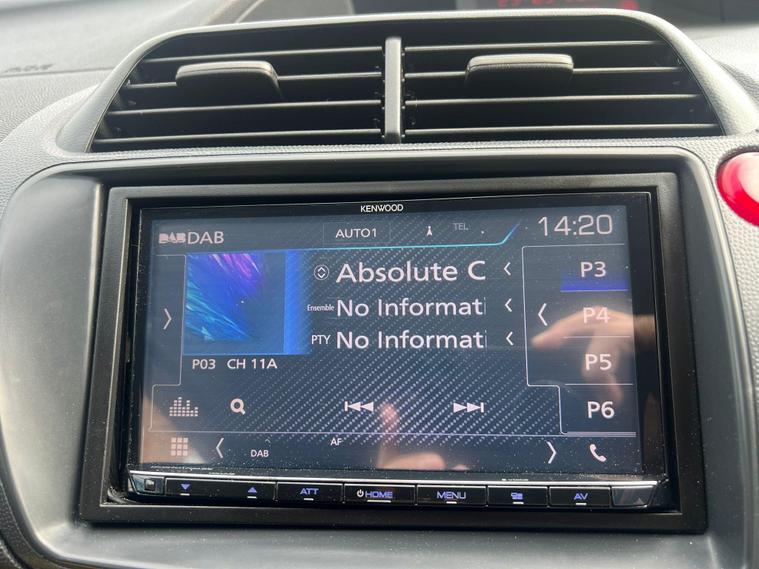 KENWOOD
DAB DAB
AUTO1
TEL
14:20
Absolute C
Ensemble No Informat
PTY No Informat
P03 CH 11A
P3
P4
P5
P6
DAB
AF
ATT
HOME
MENU
AV